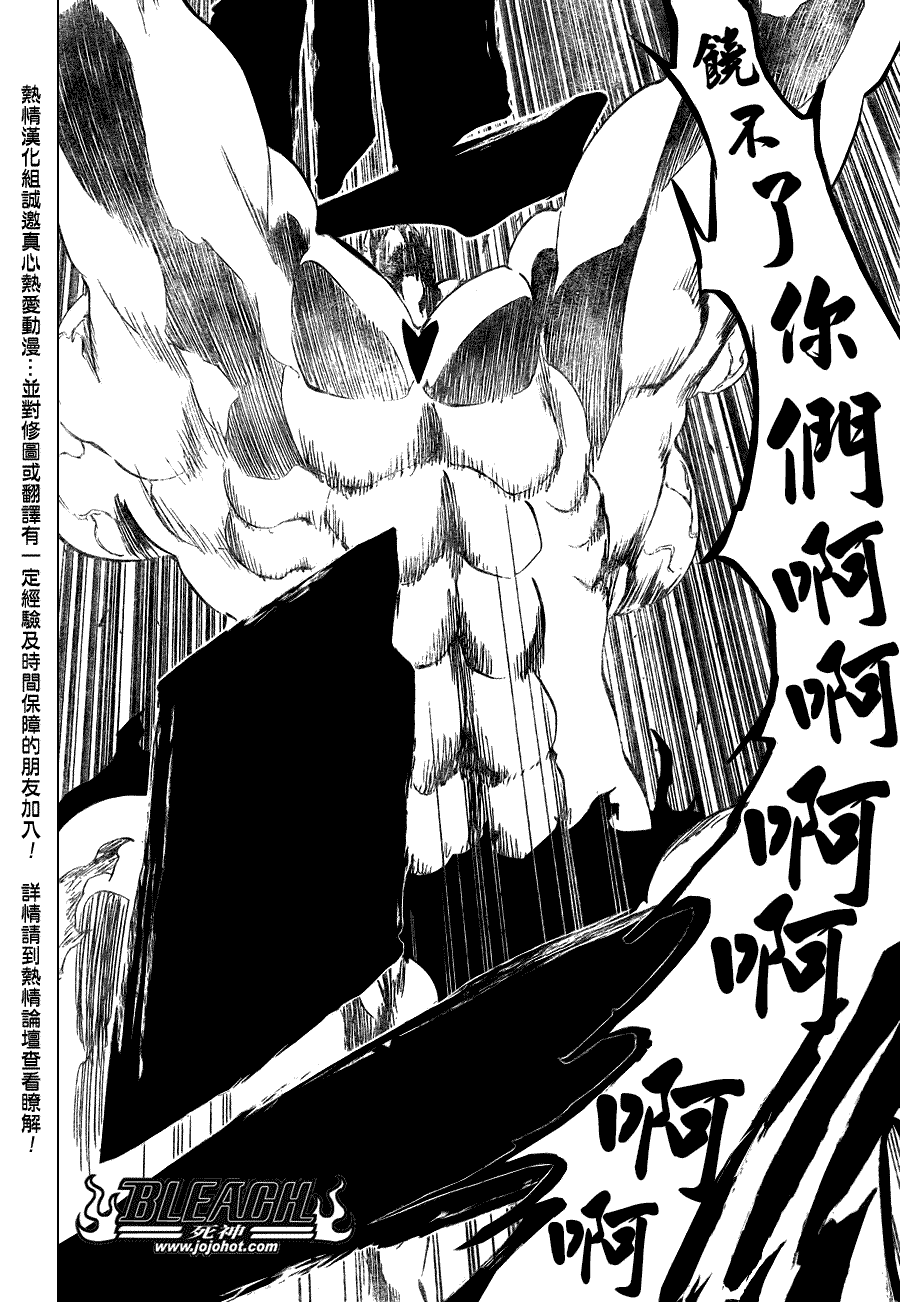 饒不了你們啊啊啊啊啊啊
熱情漢化組誠邀真心熱愛動漫…並對修圖或翻譯有一定經驗及時間保障的朋友加入! 詳情請到熱情論壇查看瞭解!
BLEACH
死神
www.jojohot.com